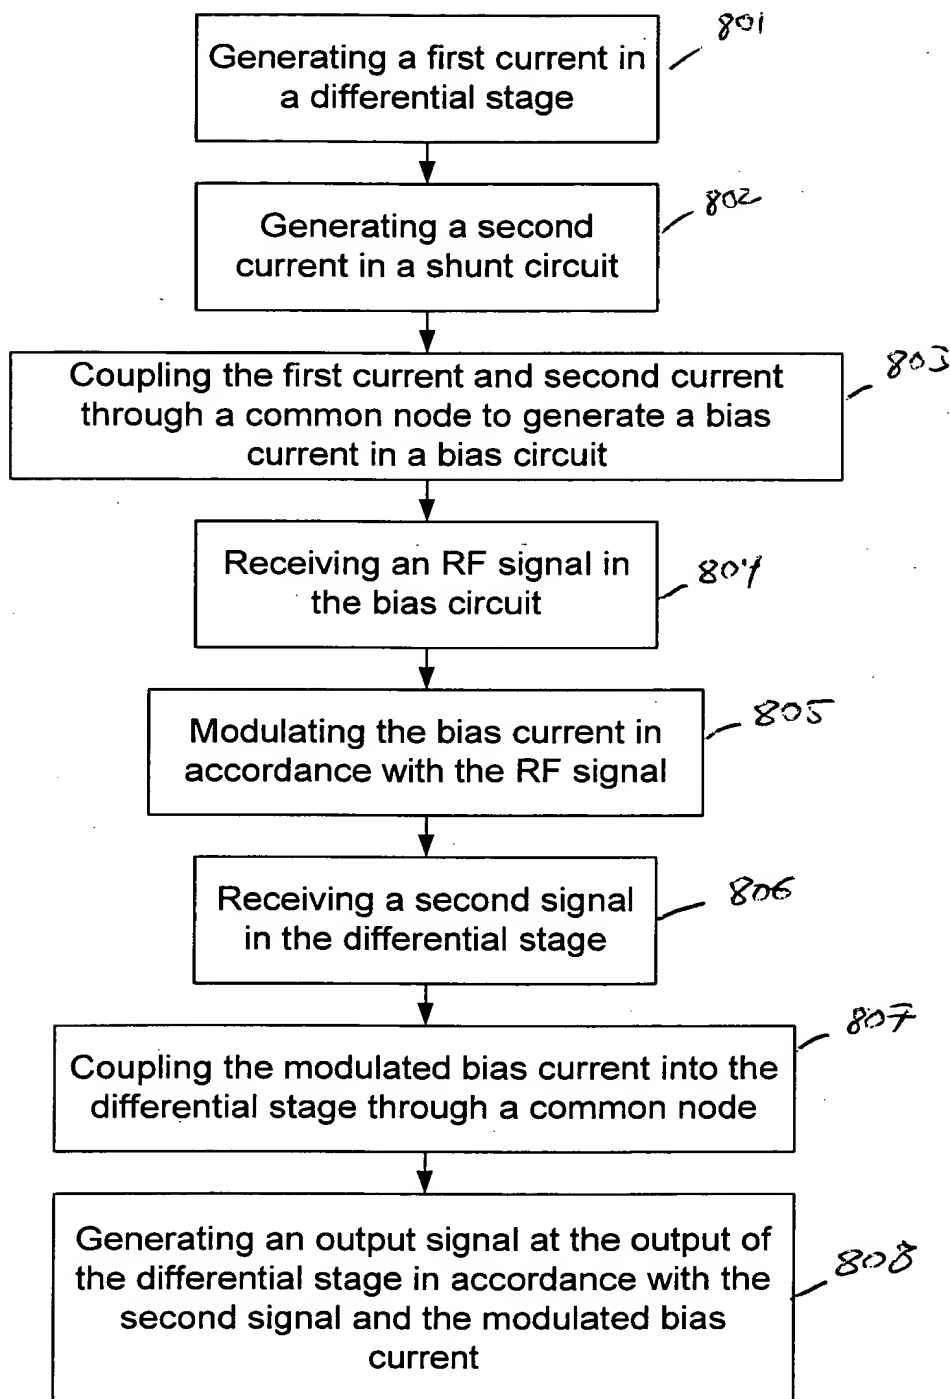 801
Generating a first current in
a differential stage
802
Generating a second
current in a shunt circuit
803
Coupling the first current and second current
through a common node to generate a bias
current in a bias circuit
804
Receiving an RF signal in
the bias circuit
805
Modulating the bias current in
accordance with the RF signal
806
Receiving a second signal
in the differential stage
807
Coupling the modulated bias current into the
differential stage through a common node
808
Generating an output signal at the output of
the differential stage in accordance with the
second signal and the modulated bias
current